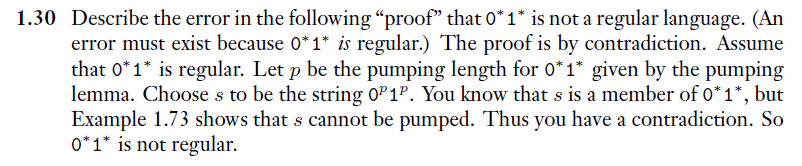 1.30 Describe the error in the following “proof” that 0*1* is not a regular language. (An
error must exist because 0*1* is regular.) The proof is by contradiction. Assume
that 0*1* is regular. Let p be the pumping length for 0*1* given by the pumping
lemma. Choose s to be the string 0ᵖ1ᵖ. You know that s is a member of 0*1*, but
Example 1.73 shows that s cannot be pumped. Thus you have a contradiction. So
0*1* is not regular.